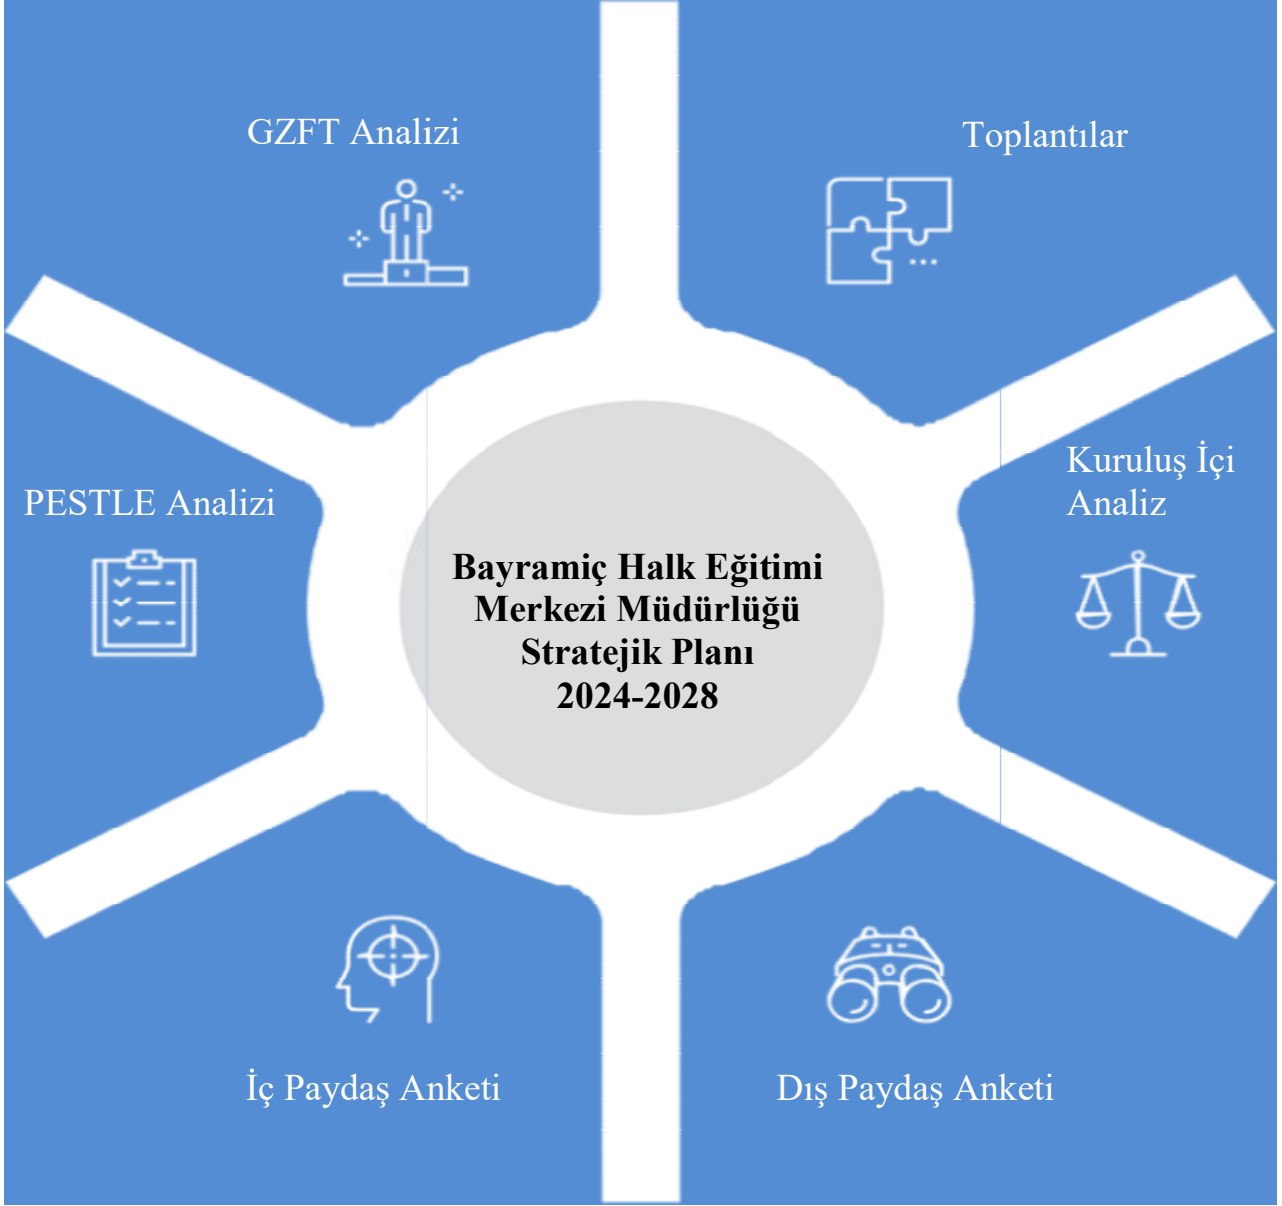 GZFT Analizi
Toplantılar
Kuruluş İçi
Analiz
PESTLE Analizi
Bayramiç Halk Eğitimi
Merkezi Müdürlüğü
Stratejik Planı
2024-2028
İç Paydaş Anketi
Dış Paydaş Anketi